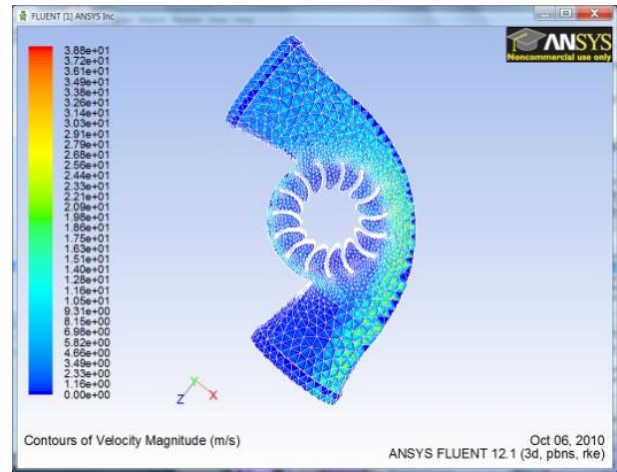 FLUENT [1] ANSYS Inc
ANSYS
Noncommercial use only
3.88e+01
3.72e+01
3.61e+01
3.49e+01
3.38e+01
3.26e+01
3.14e+01
3.03e+01
2.91e+01
2.79e+01
2.68e+01
2.56e+01
2.44e+01
2.33e+01
2.21e+01
2.09e+01
1.98e+01
1.86e+01
1.75e+01
1.63e+01
1.51e+01
1.40e+01
1.28e+01
1.16e+01
1.05e+01
9.31e+00
8.15e+00
6.98e+00
5.82e+00
4.66e+00
3.49e+00
2.33e+00
1.16e+00
0.00e+00
Y
Z
X
Contours of Velocity Magnitude (m/s)
Oct 06, 2010
ANSYS FLUENT 12.1 (3d, pbns, rke)